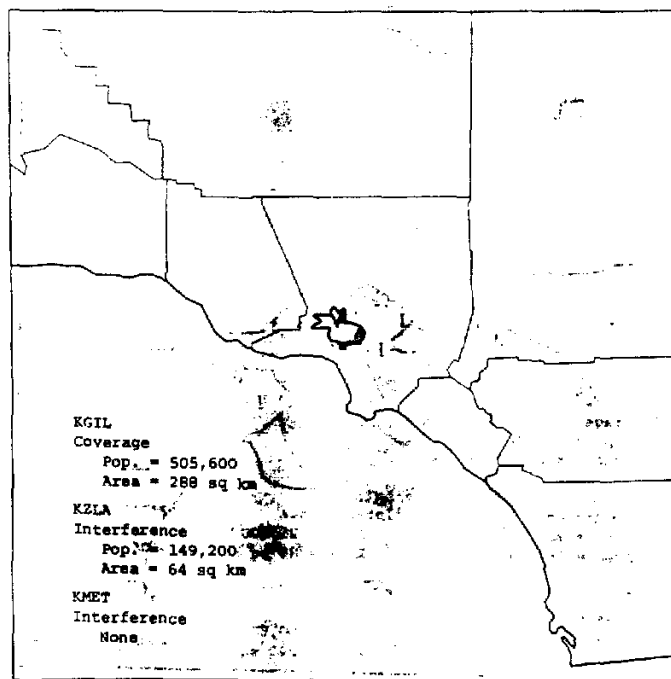 KGIL
Coverage
Pop. = 505,600
Area = 288 sq km
KZLA
Interference
Pop. = 149,200
Area = 64 sq km
KMET
Interference
None